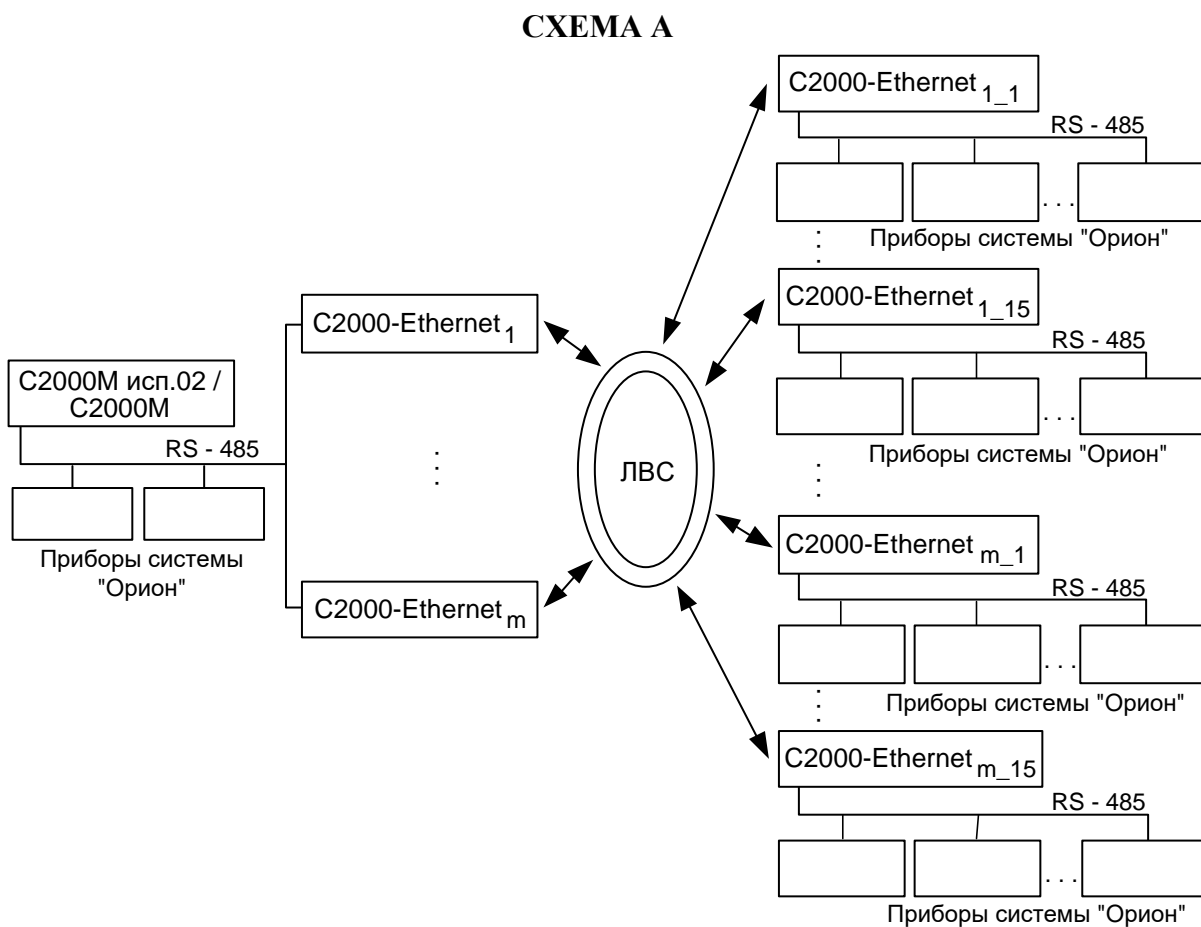 СХЕМА А
С2000-Ethernet 1_1
RS - 485
. . .
Приборы системы "Орион"
С2000-Ethernet 1_15
RS - 485
. . .
Приборы системы "Орион"
С2000-Ethernet 1
С2000М исп.02 /
С2000М
RS - 485
Приборы системы
"Орион"
С2000-Ethernet m
ЛВС
С2000-Ethernet m_1
RS - 485
. . .
Приборы системы "Орион"
С2000-Ethernet m_15
RS - 485
. . .
Приборы системы "Орион"